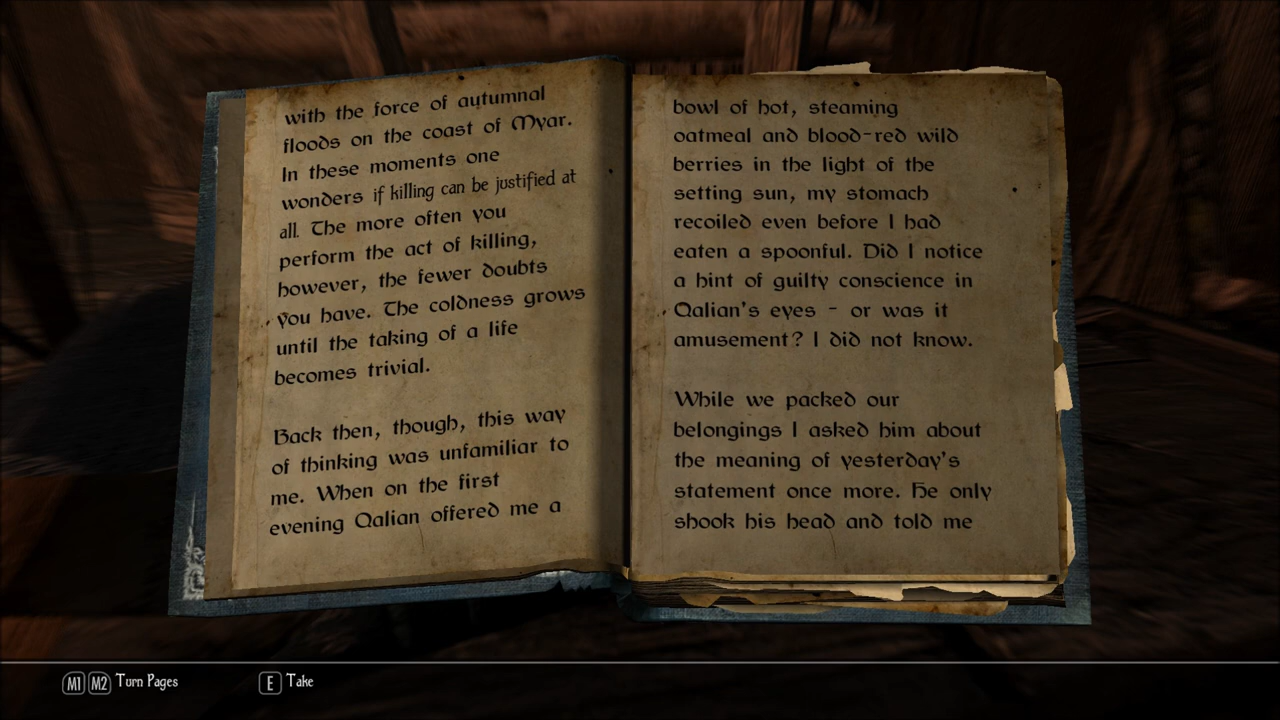 with the force of autumnal
floods on the coast of Myar.
In these moments one
wonders if killing can be justified at
all. The more often you
perform the act of killing,
however, the fewer doubts
you have. The coldness grows
until the taking of a life
becomes trivial.
Back then, though, this way
of thinking was unfamiliar to
me. When on the first
evening Qalian offered me a
bowl of hot, steaming
oatmeal and blood-red wild
berries in the light of the
setting sun, my stomach
recoiled even before I had
eaten a spoonful. Did I notice
a hint of guilty conscience in
Qalian's eyes - or was it
amusement? I did not know.
While we packed our
belongings I asked him about
the meaning of yesterday's
statement once more. He only
shook his head and told me
M1 M2 Turn Pages
E Take